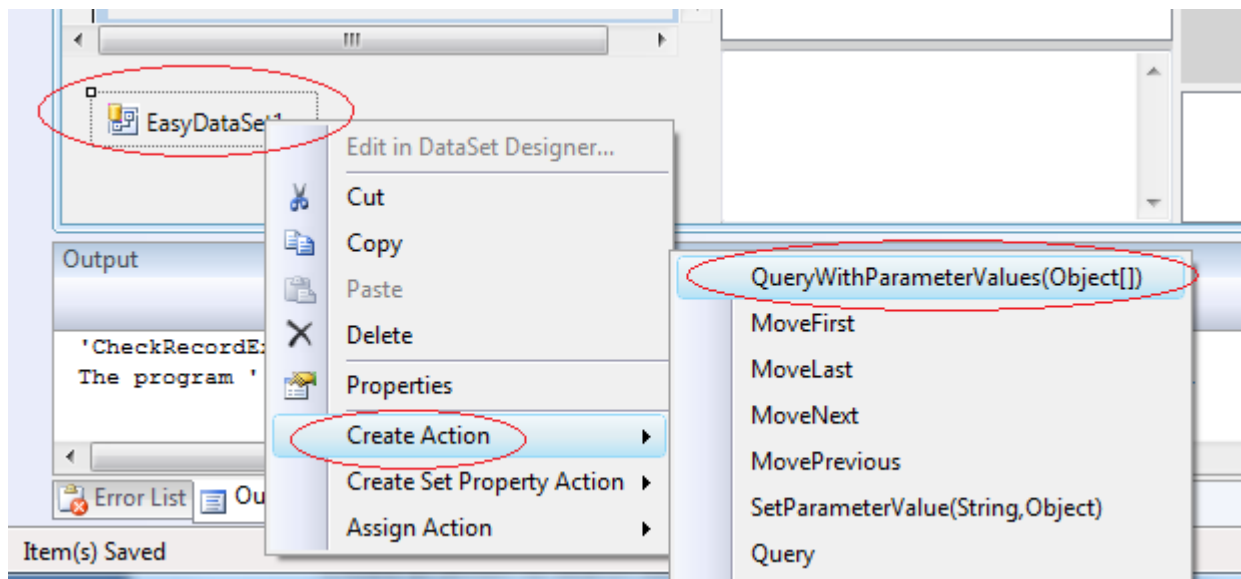 EasyDataSet1
Edit in DataSet Designer...
Cut
Copy
Paste
Delete
Properties
Create Action
Create Set Property Action
Assign Action
QueryWithParameterValues(Object[])
MoveFirst
MoveLast
MoveNext
MovePrevious
SetParameterValue(String,Object)
Query
Output
'CheckRecordE
The program '
Error List
Ou
Item(s) Saved